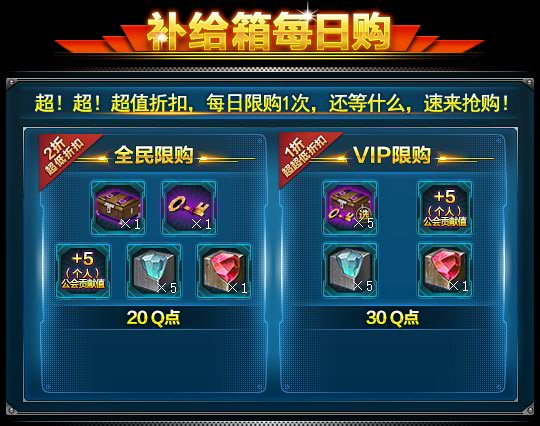 补给箱每日购
超！超！超值折扣，每日限购1次，还等什么，速来抢购！
2折
超超低折扣
全民限购
×1
×1
+5
（个人）
公会贡献值
×5
×1
20 Q点
1折
超超低折扣
VIP限购
选
×5
+5
（个人）
公会贡献值
×5
×1
30 Q点